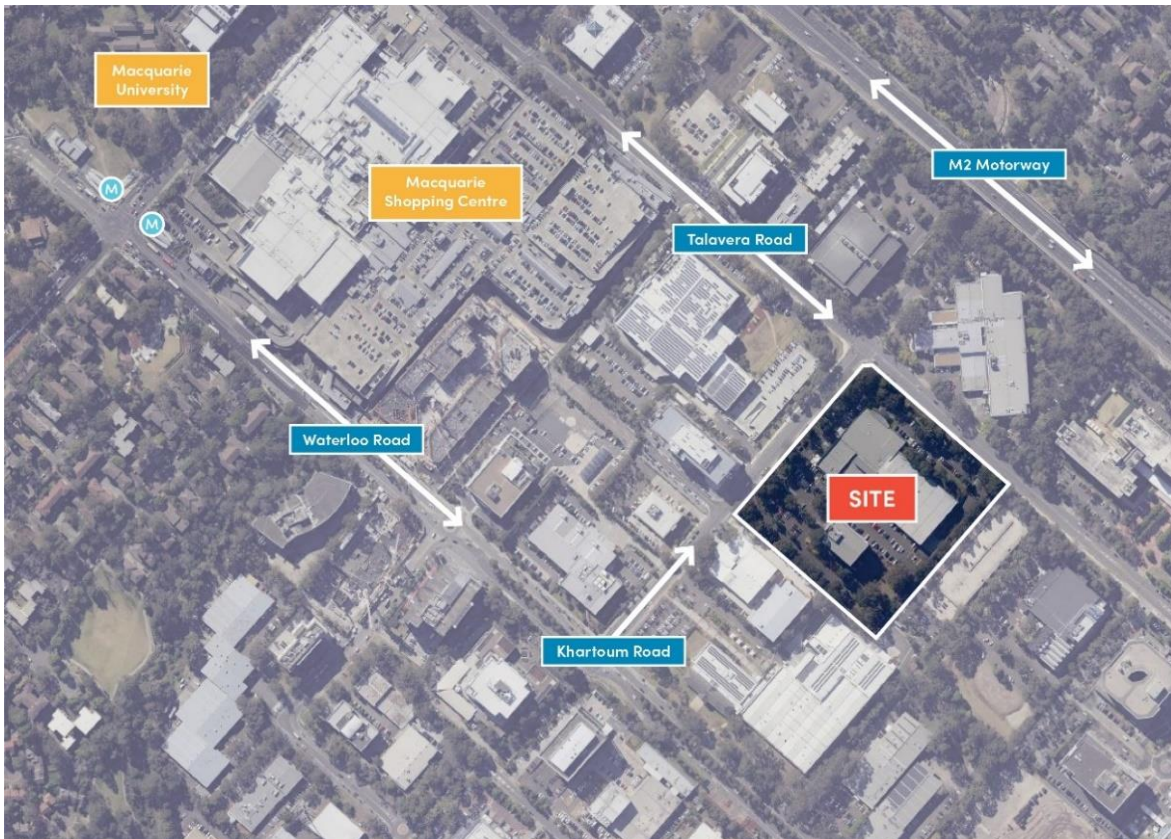 Macquarie
University
M
M
Macquarie
Shopping Centre
M2 Motorway
Talavera Road
Waterloo Road
SITE
Khartoum Road